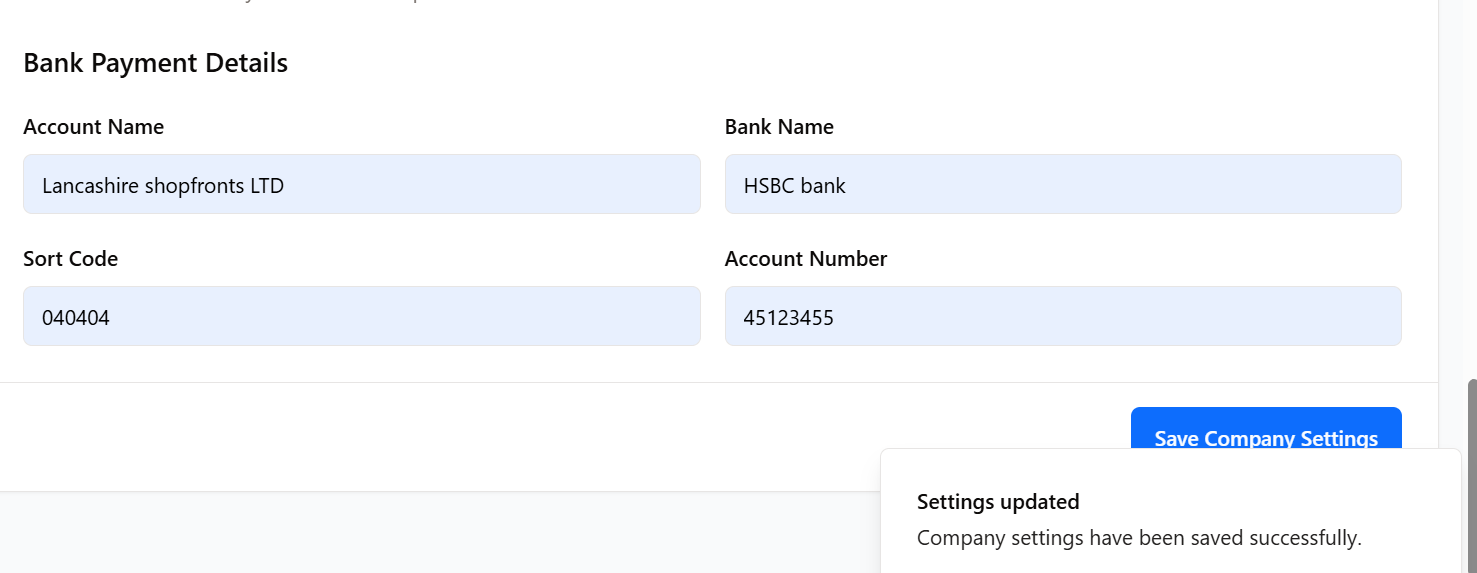 Bank Payment Details
Account Name
Bank Name
Lancashire shopfronts LTD
HSBC bank
Sort Code
Account Number
040404
45123455
Save Company Settings
Settings updated
Company settings have been saved successfully.